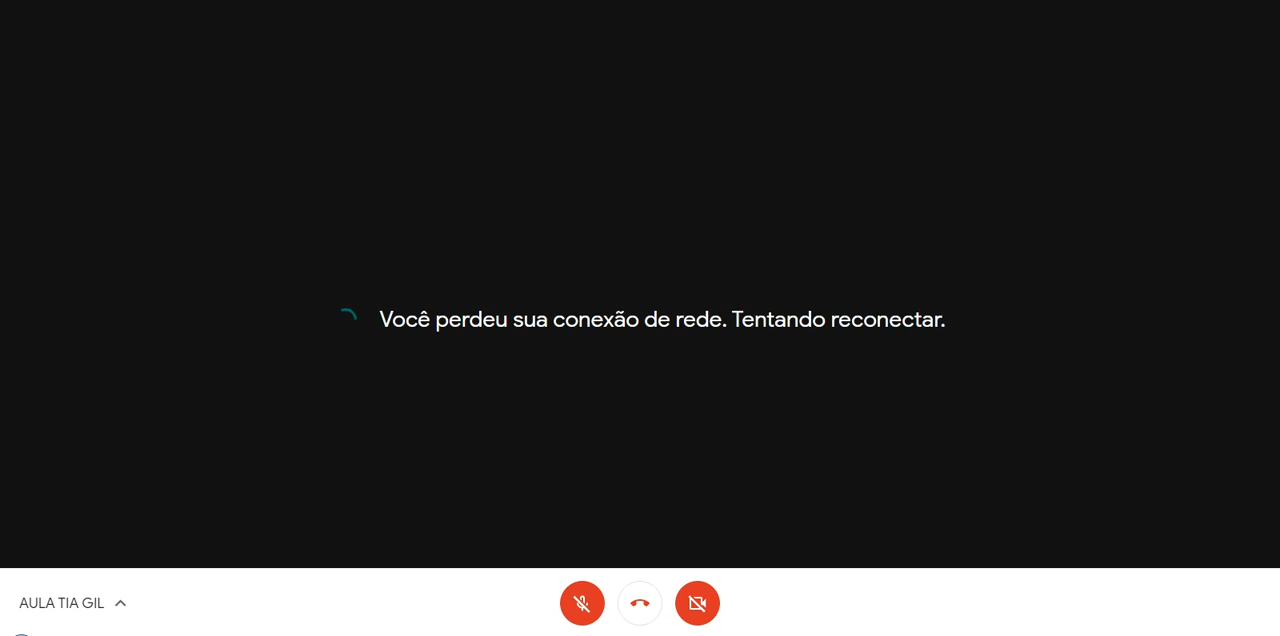 Você perdeu sua conexão de rede. Tentando reconectar.
AULA TIA GIL